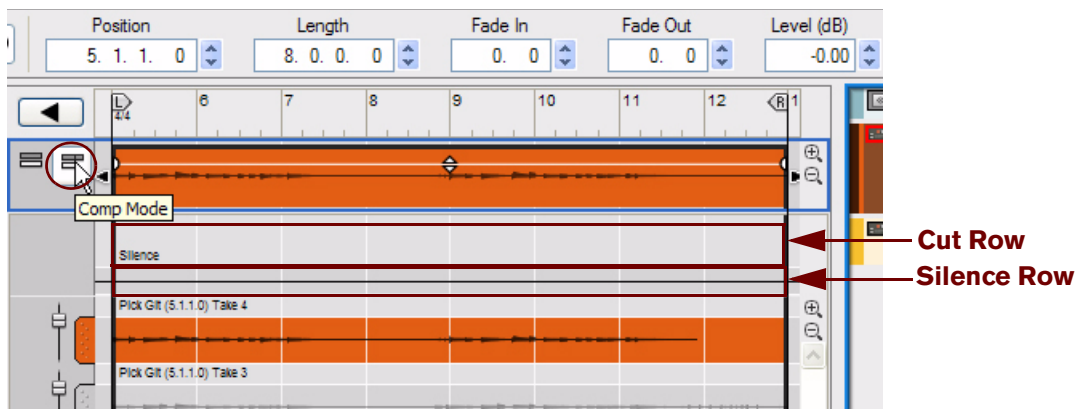 Position Length Fade In Fade Out Level (dB)
5. 1. 1. 0 8. 0. 0. 0 0. 0 0. 0 -0.00
L 6 7 8 9 10 11 12 R 1
4/4
Comp Mode
Cut Row
Silence
Silence Row
Pick Git (5.1.1.0) Take 4
Pick Git (5.1.1.0) Take 3